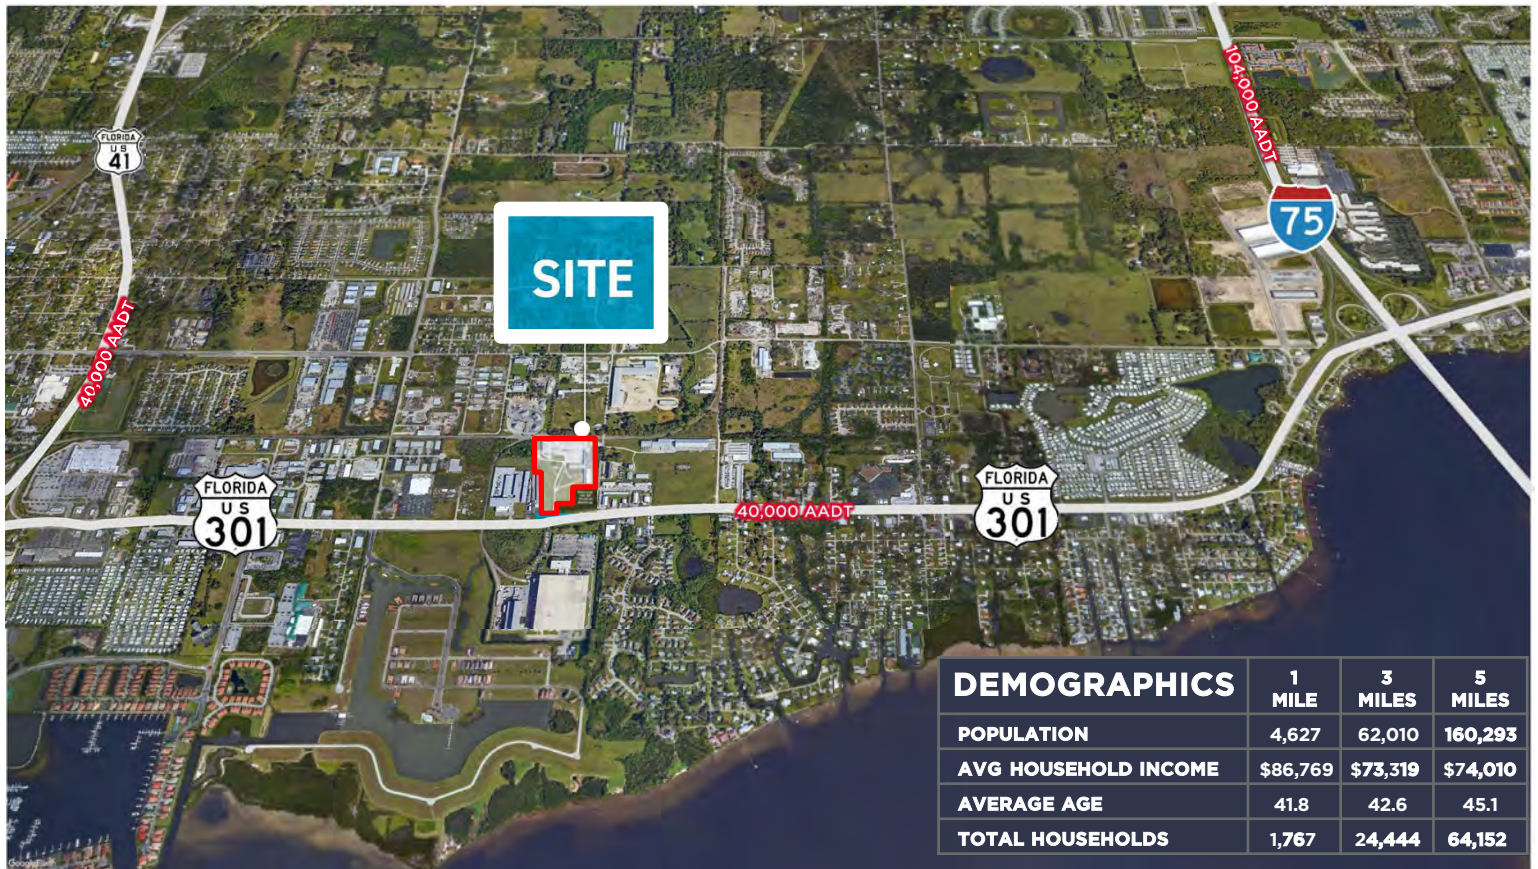 104,000 AADT
FLORIDA
US
41
75
SITE
40,000 AADT
FLORIDA
US
301
40,000 AADT
FLORIDA
US
301
DEMOGRAPHICS 1 MILE 3 MILES 5 MILES
POPULATION 4,627 62,010 160,293
AVG HOUSEHOLD INCOME $86,769 $73,319 $74,010
AVERAGE AGE 41.8 42.6 45.1
TOTAL HOUSEHOLDS 1,767 24,444 64,152
Google Earth